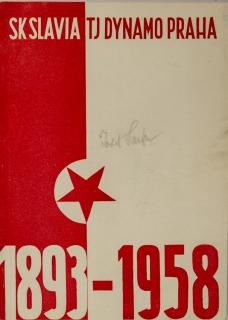 SK SLAVIA TJ DYNAMO PRAHA
1893-1958